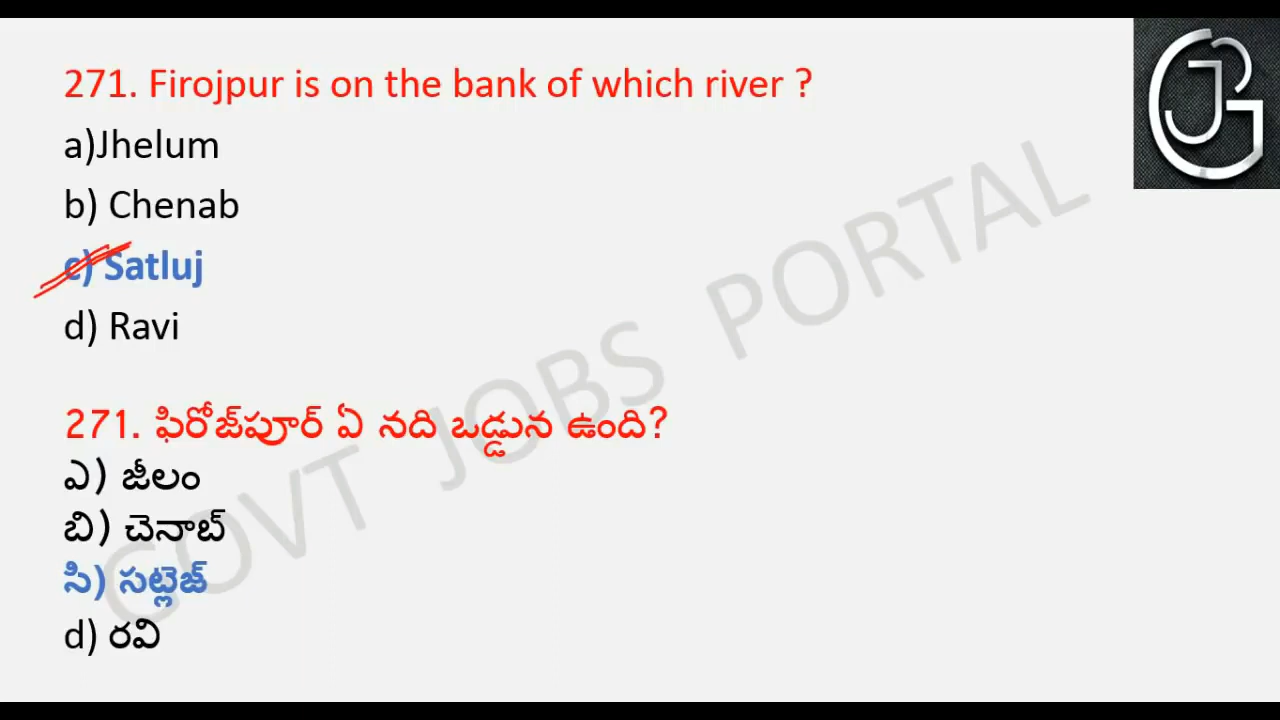 271. Firojpur is on the bank of which river ?
a)Jhelum
b) Chenab
c) Satluj
d) Ravi
271. ఫిరోజ్‌పూర్ ఏ నది ఒడ్డున ఉంది?
ఎ) జీలం
బి) చెనాబ్
సి) సట్లెజ్
d) రవి
GOVT JOBS PORTAL
GJP